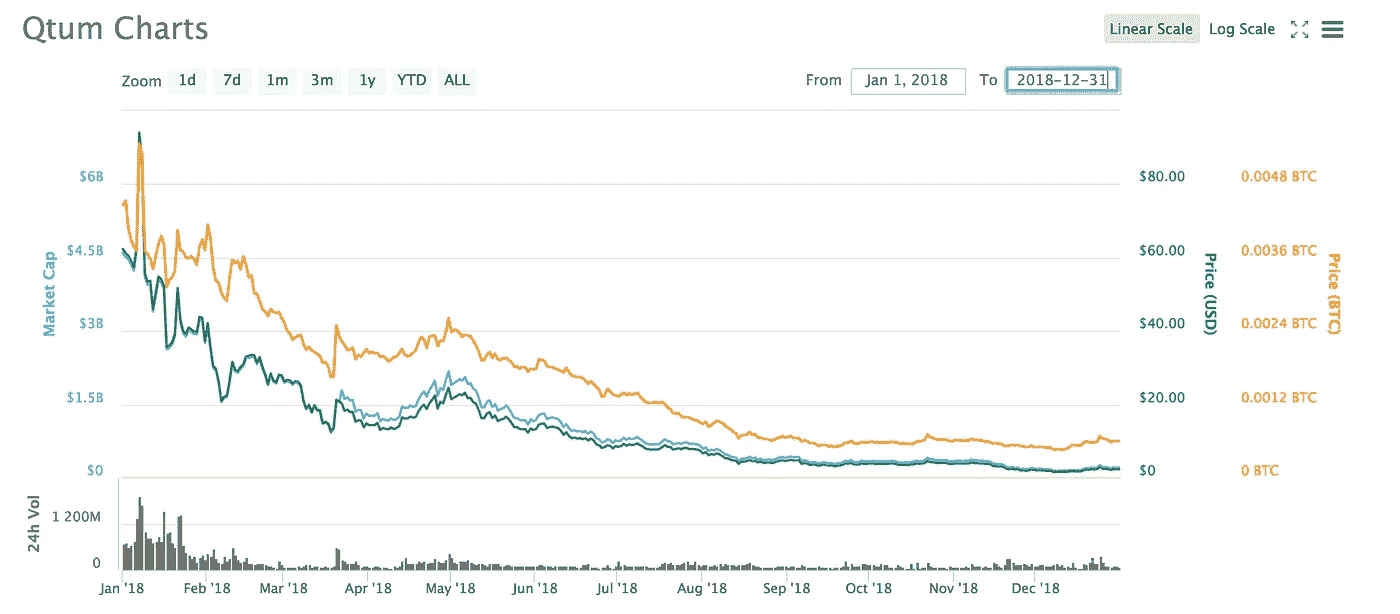 Qtum Charts
Linear Scale Log Scale
Zoom 1d 7d 1m 3m 1y YTD ALL
From Jan 1, 2018 To 2018-12-31
$6B $80.00 0.0048 BTC
$4.5B $60.00 0.0036 BTC
$3B $40.00 0.0024 BTC
$1.5B $20.00 0.0012 BTC
$0 $0 0 BTC
Market Cap
Price (USD)
Price (BTC)
24h Vol
1 200M
0
Jan '18 Feb '18 Mar '18 Apr '18 May '18 Jun '18 Jul '18 Aug '18 Sep '18 Oct '18 Nov '18 Dec '18